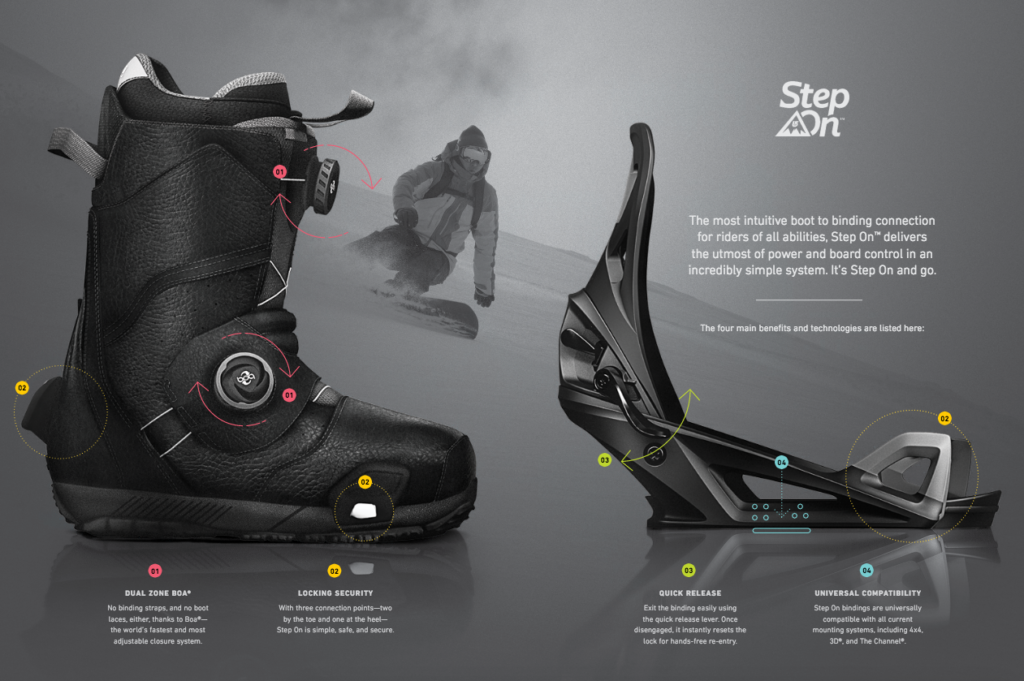 Step
On™
01
The most intuitive boot to binding connection
for riders of all abilities, Step On™ delivers
the utmost of power and board control in an
incredibly simple system. It's Step On and go.
The four main benefits and technologies are listed here:
02
01
02
03
04
02
01
DUAL ZONE BOA®
No binding straps, and no boot
laces, either, thanks to Boa®—
the world's fastest and most
adjustable closure system.
02
LOCKING SECURITY
With three connection points—two
by the toe and one at the heel—
Step On is simple, safe, and secure.
03
QUICK RELEASE
Exit the binding easily using
the quick release lever. Once
disengaged, it instantly resets the
lock for hands-free re-entry.
04
UNIVERSAL COMPATIBILITY
Step On bindings are universally
compatible with all current
mounting systems, including 4x4,
3D®, and The Channel®.